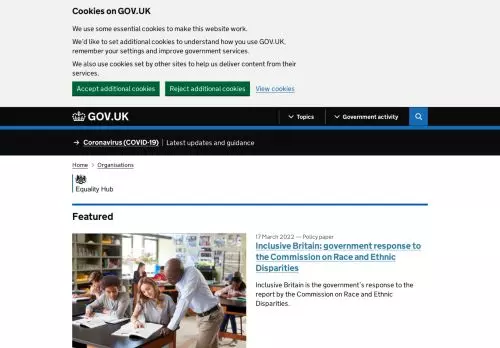 Cookies on GOV.UK
We use some essential cookies to make this website work.
We'd like to set additional cookies to understand how you use GOV.UK,
remember your settings and improve government services.
We also use cookies set by other sites to help us deliver content from their
services.
Accept additional cookies
Reject additional cookies
View cookies
GOV.UK
Topics
Government activity
Coronavirus (COVID-19)
Latest updates and guidance
Home
Organisations
Equality Hub
Featured
17 March 2022 — Policy paper
Inclusive Britain: government response to
the Commission on Race and Ethnic
Disparities
Inclusive Britain is the government's response to the
report by the Commission on Race and Ethnic
Disparities.